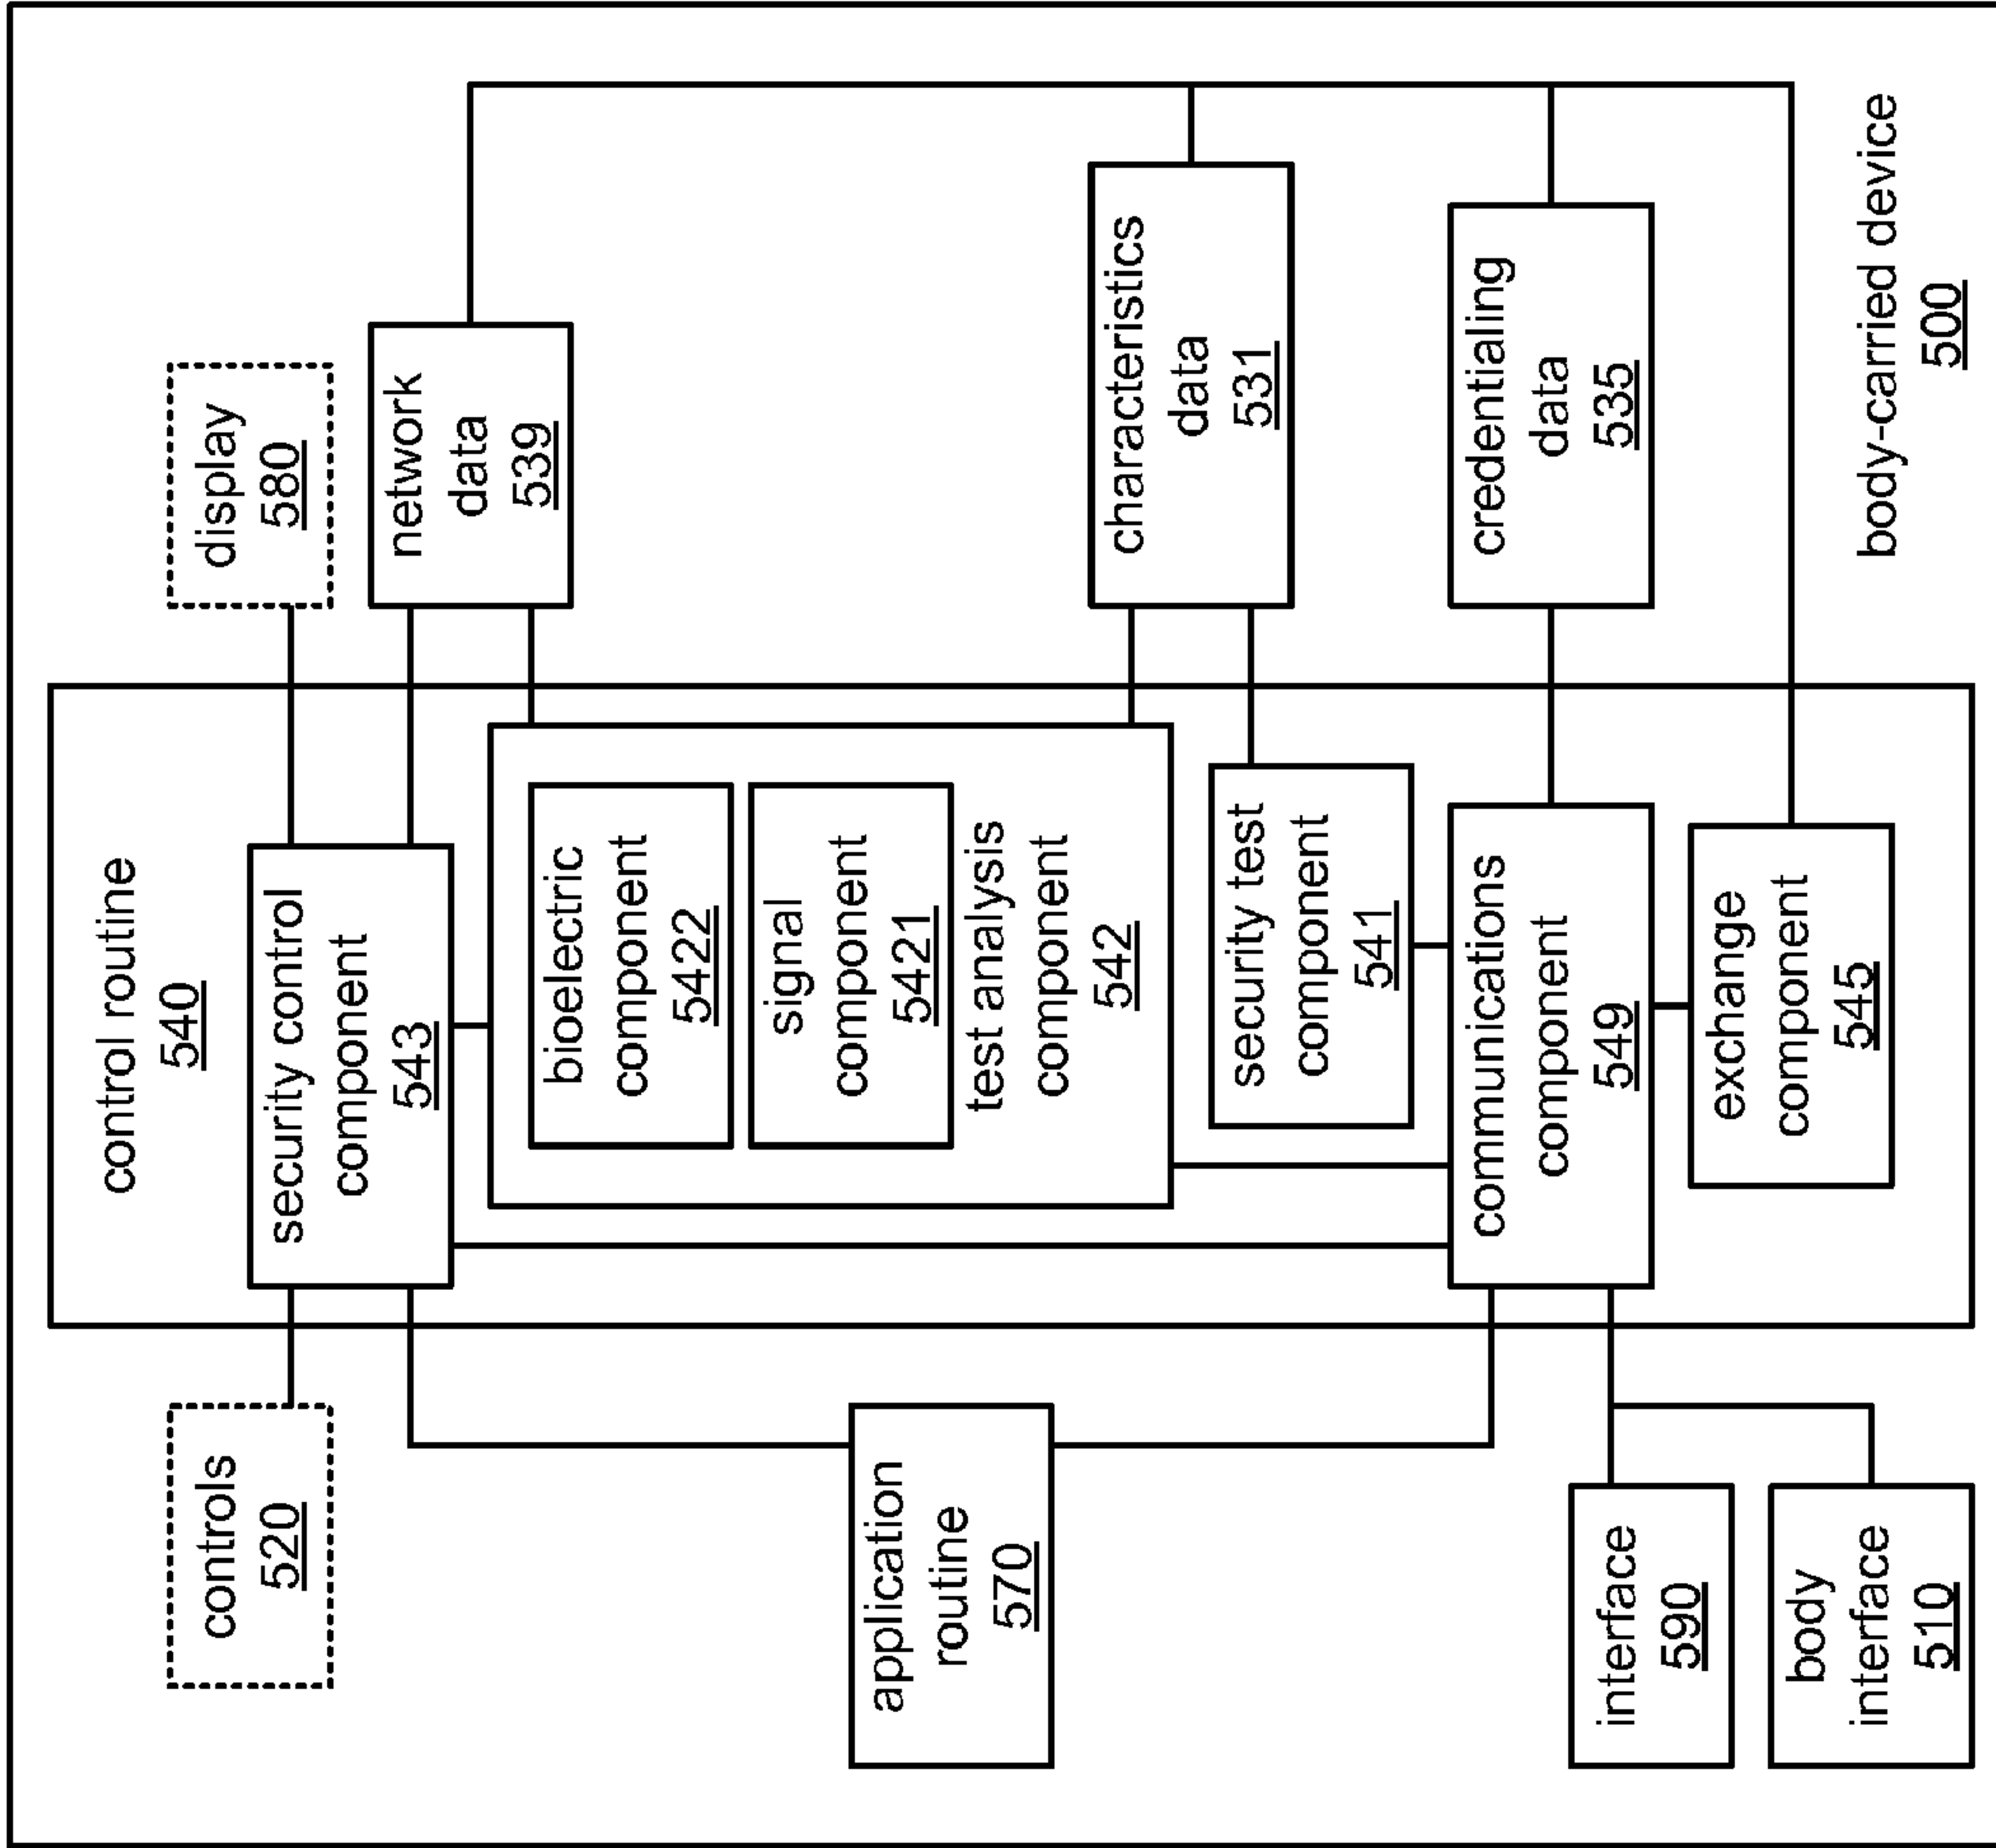 controls
520
application
routine
570
interface
590
body
interface
510
control routine
540
security control
component
543
bioelectric
component
5422
signal
component
5421
test analysis
component
542
security test
component
541
communications
component
549
exchange
component
545
display
580
network
data
539
characteristics
data
531
credentialing
data
535
body-carried device
500